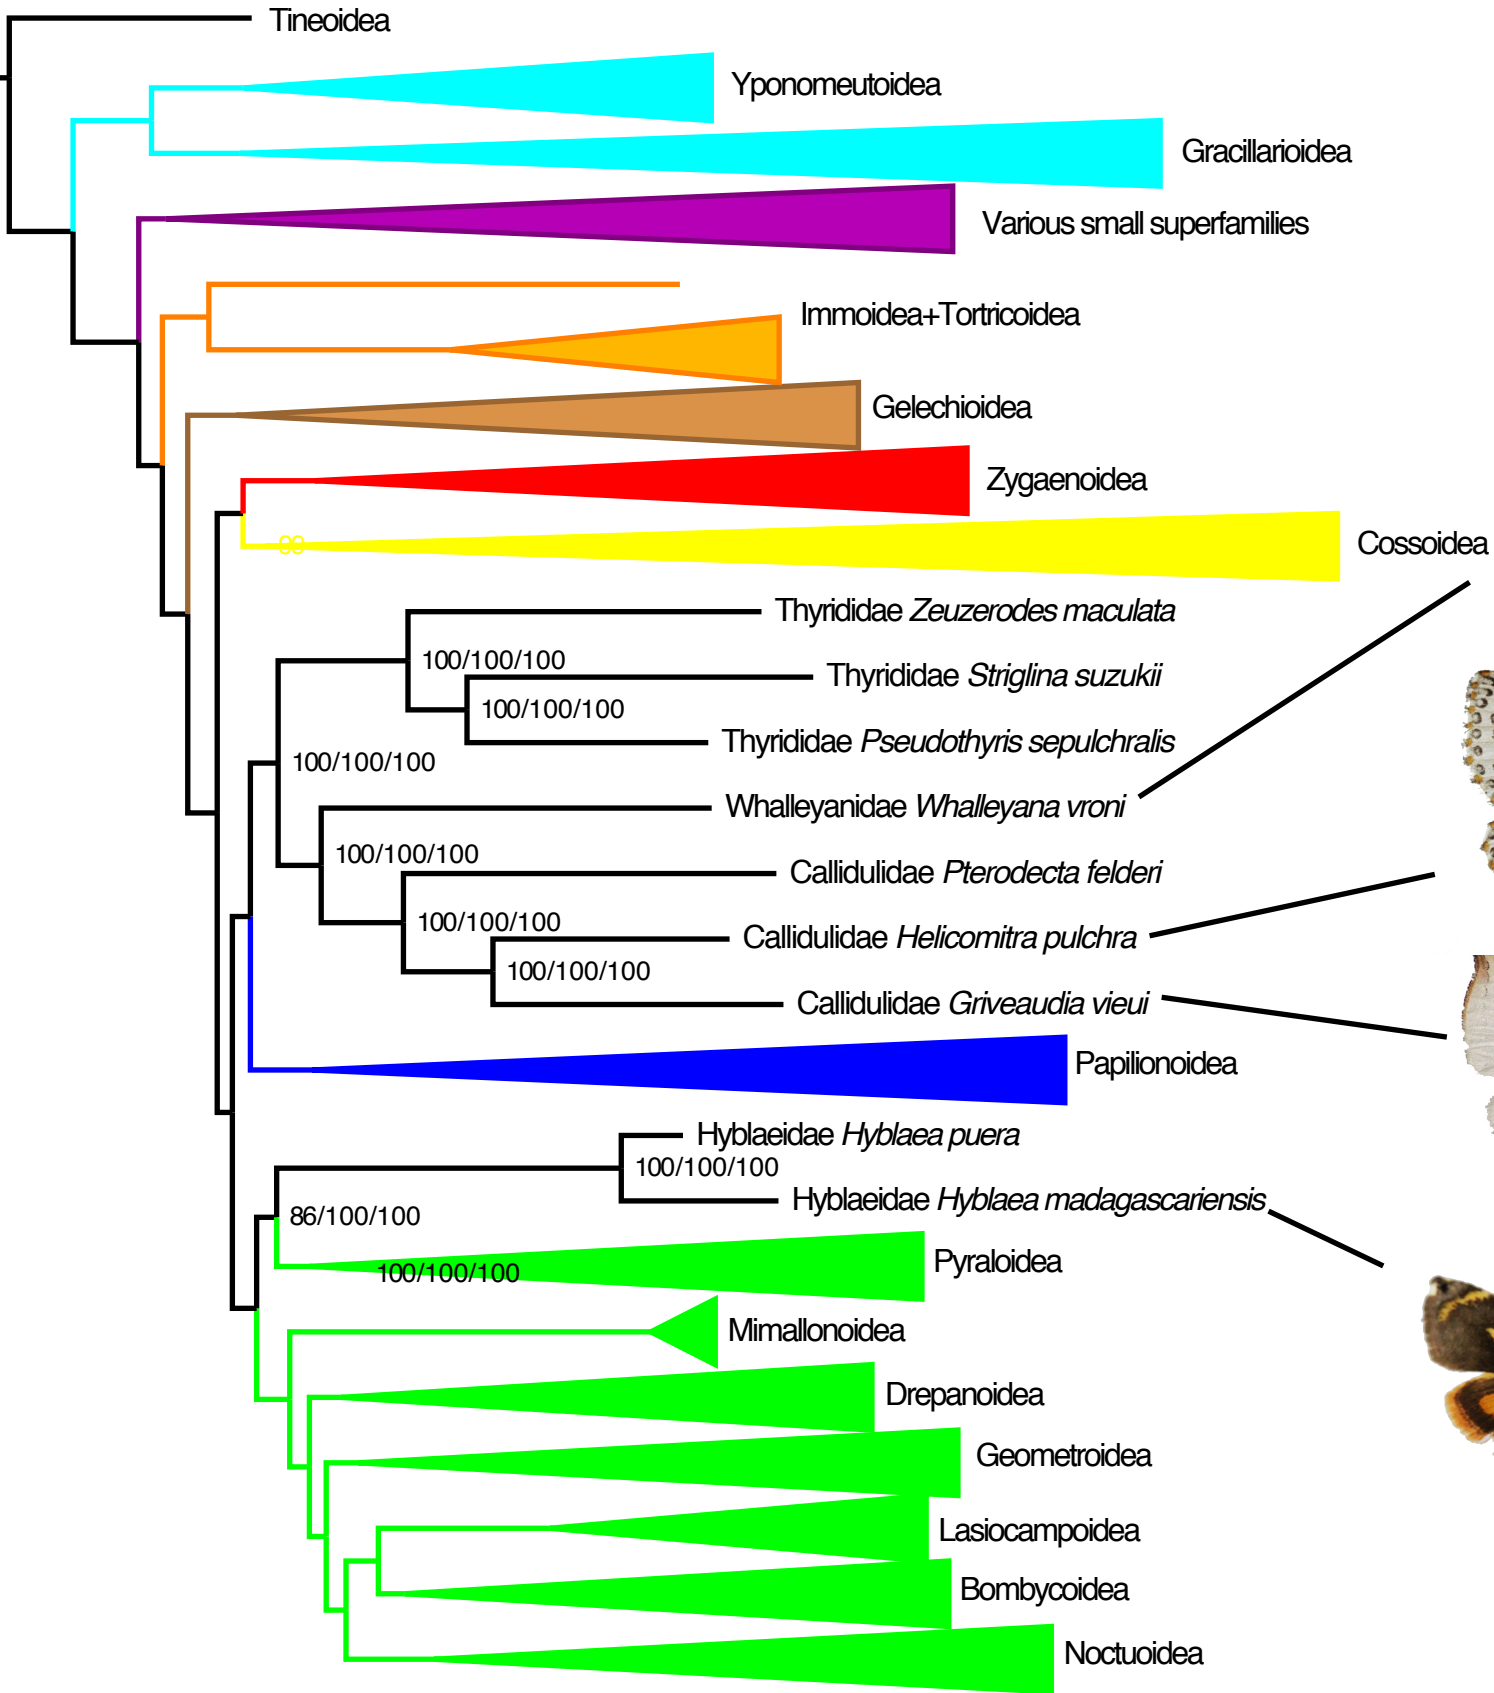 Tineoidea
Yponomeutoidea
Gracillarioidea
Various small superfamilies
Immoidea+Tortricoidea
Gelechioidea
Zygaenoidea
Cossoidea
Thyrididae Zeuzerodes maculata
100/100/100
Thyrididae Striglina suzukii
100/100/100
Thyrididae Pseudothyris sepulchralis
100/100/100
Whalleyanidae Whalleyana vroni
100/100/100
Callidulidae Pterodecta felderi
100/100/100
Callidulidae Helicomitra pulchra
100/100/100
Callidulidae Griveaudia vieui
Papilionoidea
Hyblaeidae Hyblaea puera
100/100/100
Hyblaeidae Hyblaea madagascariensis
86/100/100
Pyraloidea
100/100/100
Mimallonoidea
Drepanoidea
Geometroidea
Lasiocampoidea
Bombycoidea
Noctuoidea